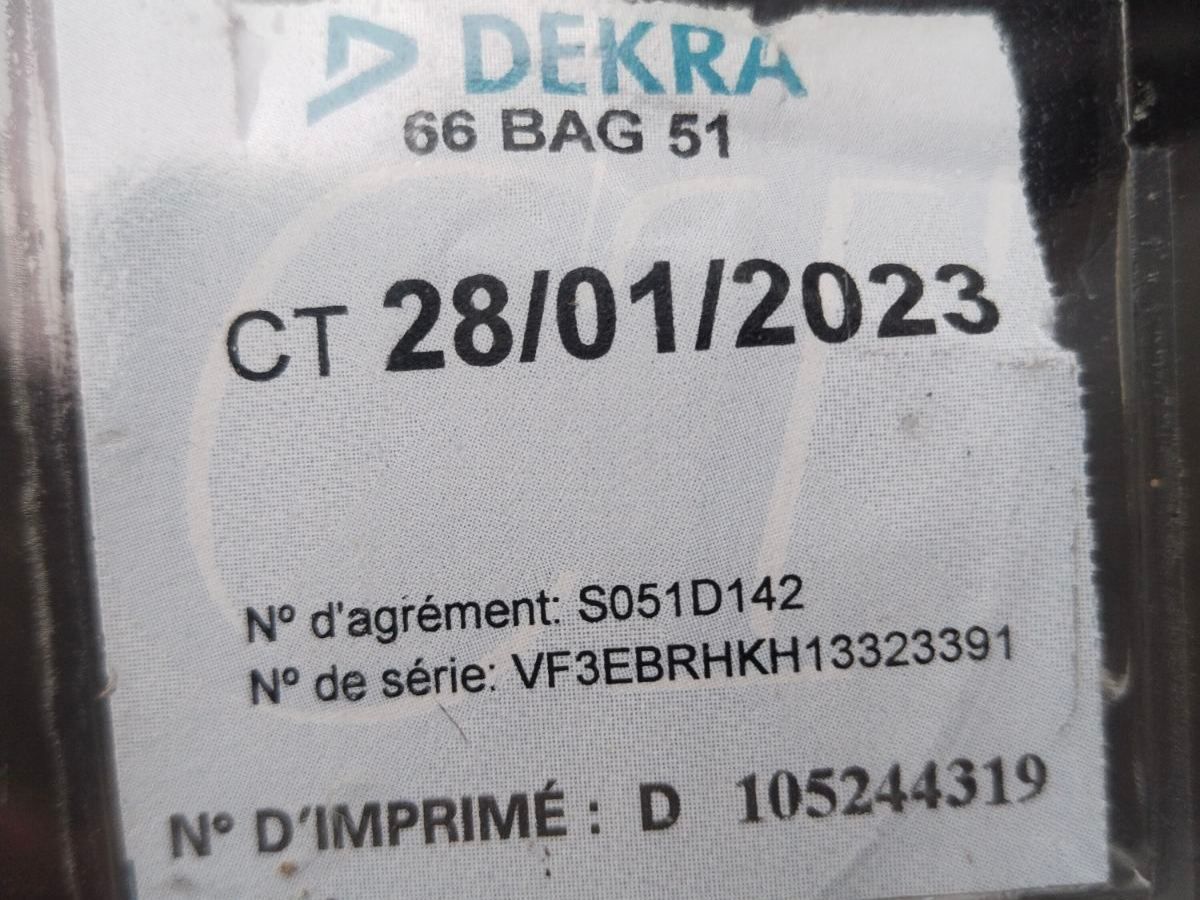 DEKRA
66 BAG 51
CT 28/01/2023
N° d'agrément: S051D142
N° de série: VF3EBRHKH13323391
N° D'IMPRIMÉ : D 105244319